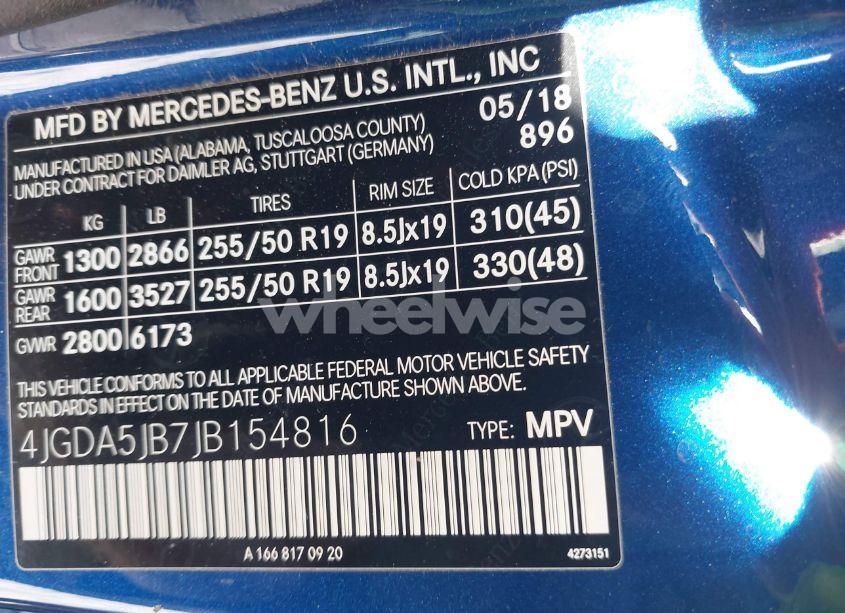 MFD BY MERCEDES-BENZ U.S. INTL., INC
MANUFACTURED IN USA (ALABAMA, TUSCALOOSA COUNTY) 05/18
UNDER CONTRACT FOR DAIMLER AG, STUTTGART (GERMANY) 896
KG LB TIRES RIM SIZE COLD KPA (PSI)
GAWR FRONT 1300 2866 255/50 R19 8.5Jx19 310(45)
GAWR REAR 1600 3527 255/50 R19 8.5Jx19 330(48)
GVWR 2800 6173
wheelwise
THIS VEHICLE CONFORMS TO ALL APPLICABLE FEDERAL MOTOR VEHICLE SAFETY
STANDARDS IN EFFECT ON THE DATE OF MANUFACTURE SHOWN ABOVE.
4JGDA5JB7JB154816 TYPE: MPV
A 166 817 09 20 4273151